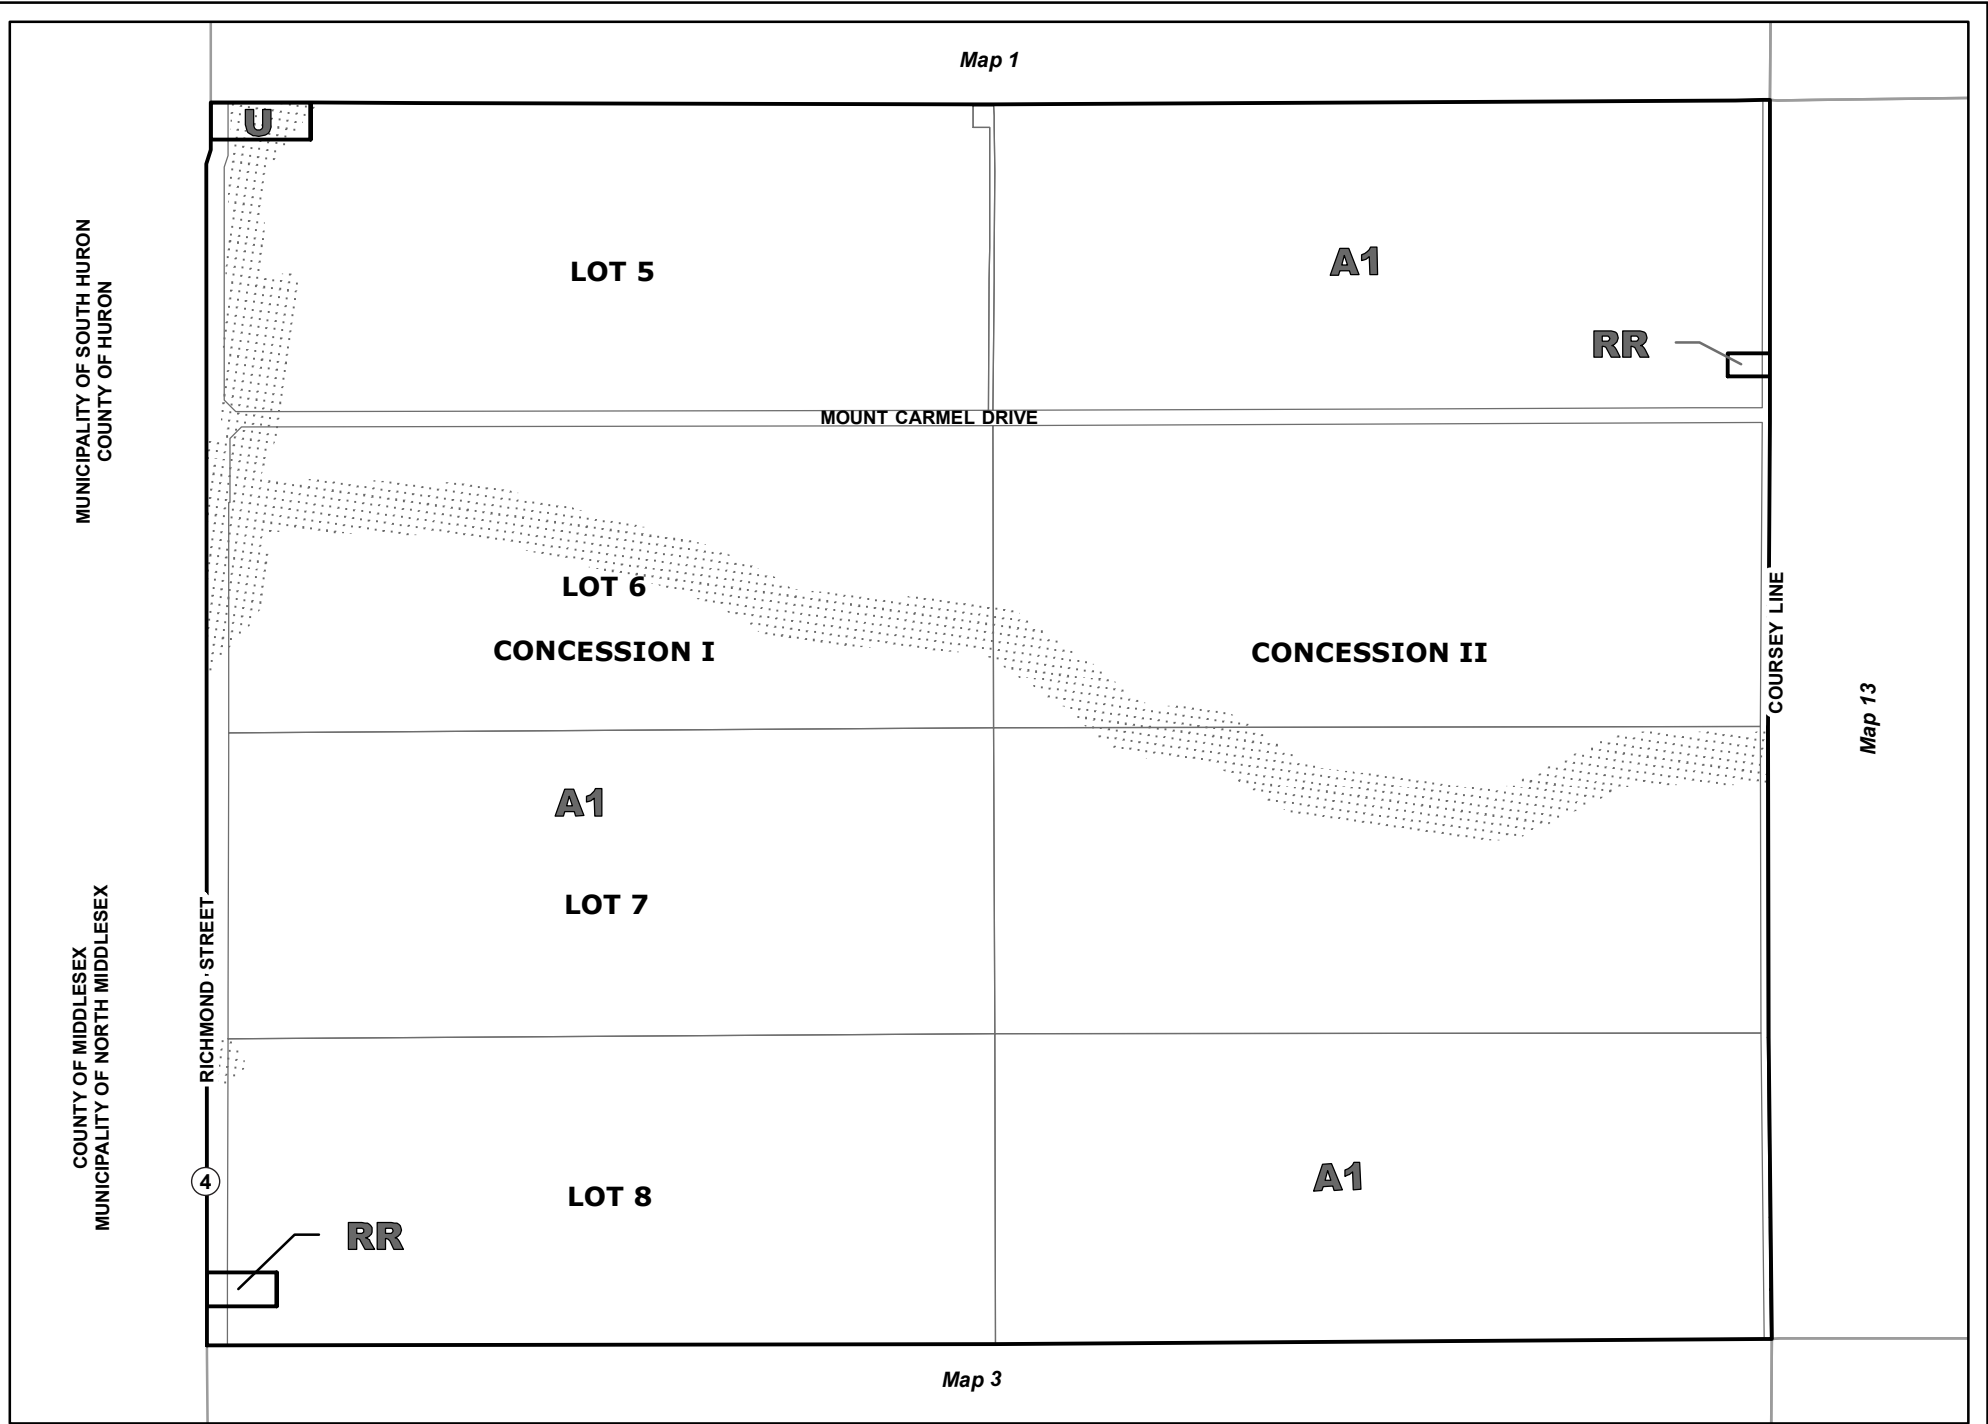 Map 1
U
MUNICIPALITY OF SOUTH HURON
COUNTY OF HURON
LOT 5
A1
RR
MOUNT CARMEL DRIVE
LOT 6
CONCESSION I
CONCESSION II
COURSEY LINE
Map 13
A1
LOT 7
COUNTY OF MIDDLESEX
MUNICIPALITY OF NORTH MIDDLESEX
RICHMOND STREET
4
LOT 8
A1
RR
Map 3